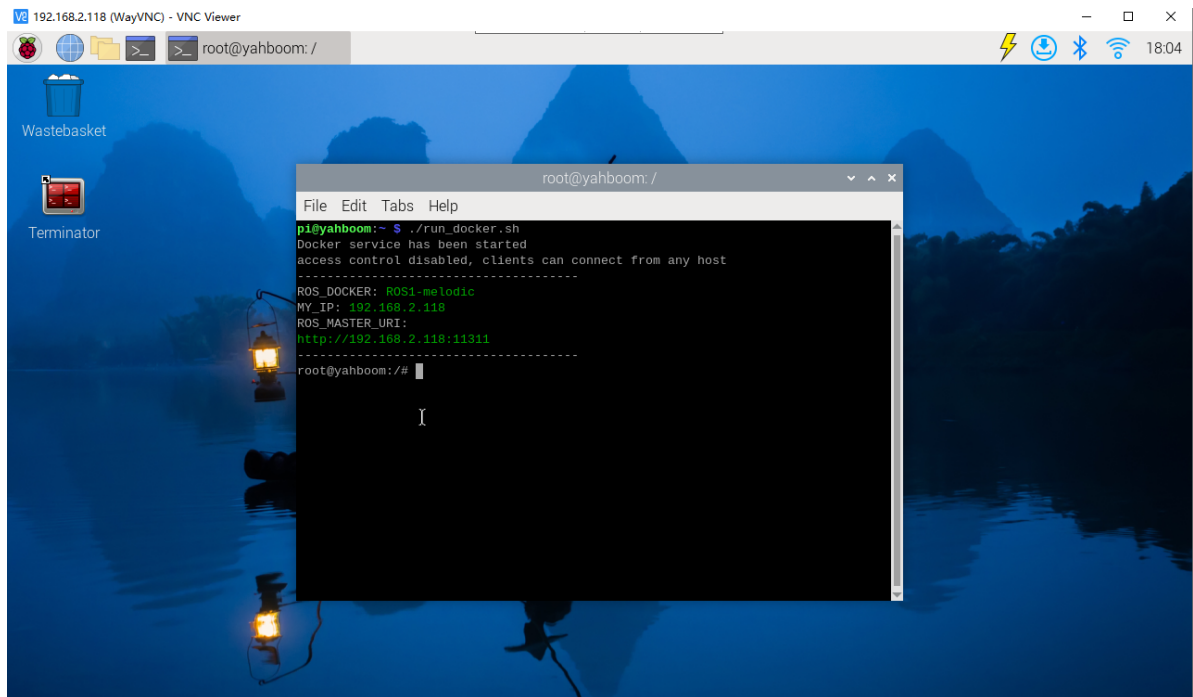 192.168.2.118 (WayVNC) - VNC Viewer
root@yahboom: /
18:04
Wastebasket
Terminator
root@yahboom: /
File Edit Tabs Help
pi@yahboom:~ $ ./run_docker.sh
Docker service has been started
access control disabled, clients can connect from any host
--------------------------------------
ROS_DOCKER: ROS1-melodic
MY_IP: 192.168.2.118
ROS_MASTER_URI:
http://192.168.2.118:11311
--------------------------------------
root@yahboom:/#